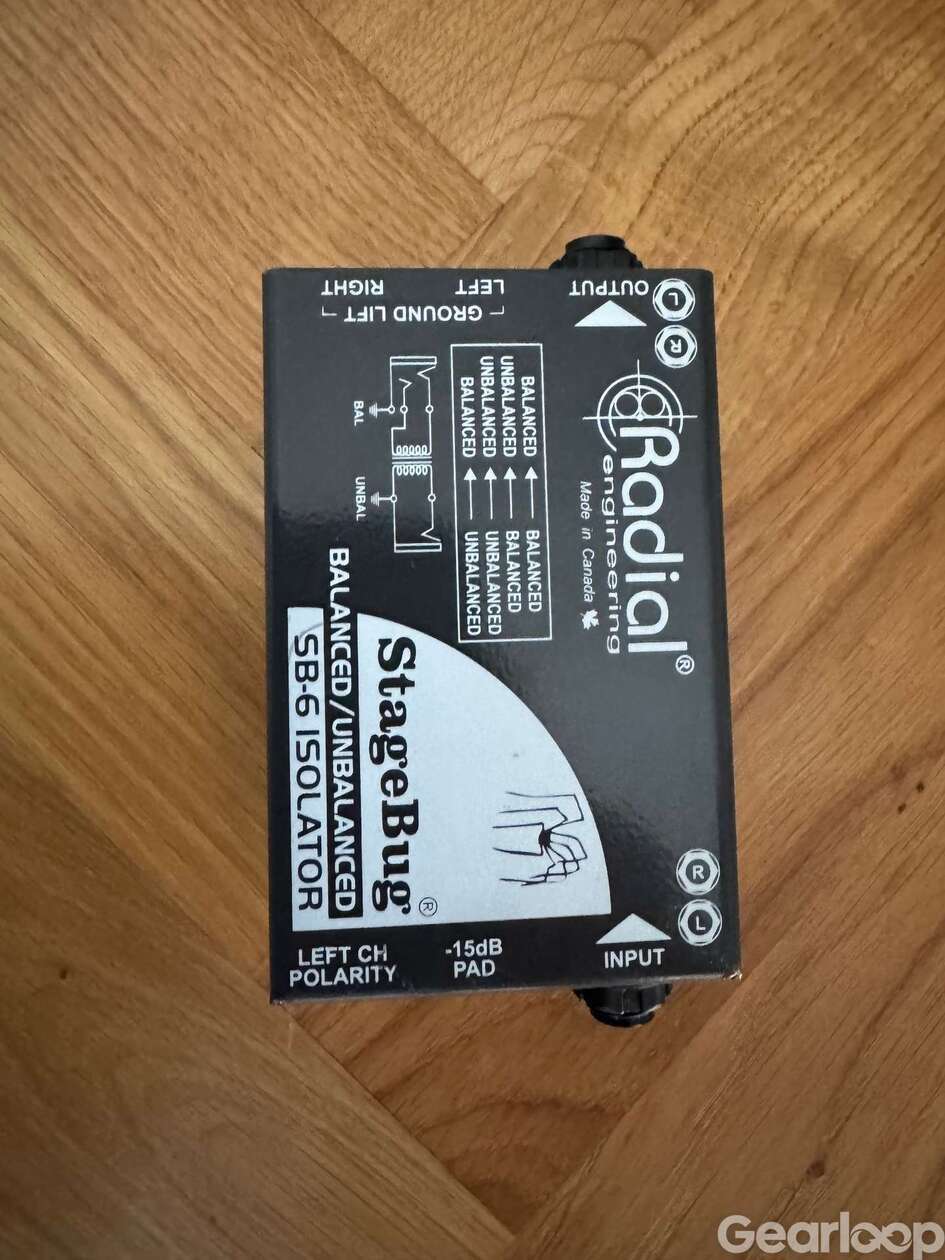 OUTPUT
L
R
LEFT
RIGHT
GROUND LIFT
Radial®
engineering
Made in Canada
BALANCED ← BALANCED
UNBALANCED ← BALANCED
UNBALANCED ← UNBALANCED
BALANCED ← UNBALANCED
BAL
UNBAL
StageBug®
BALANCED/UNBALANCED
SB-6 ISOLATOR
R
L
INPUT
-15dB
PAD
LEFT CH
POLARITY
Gearloop